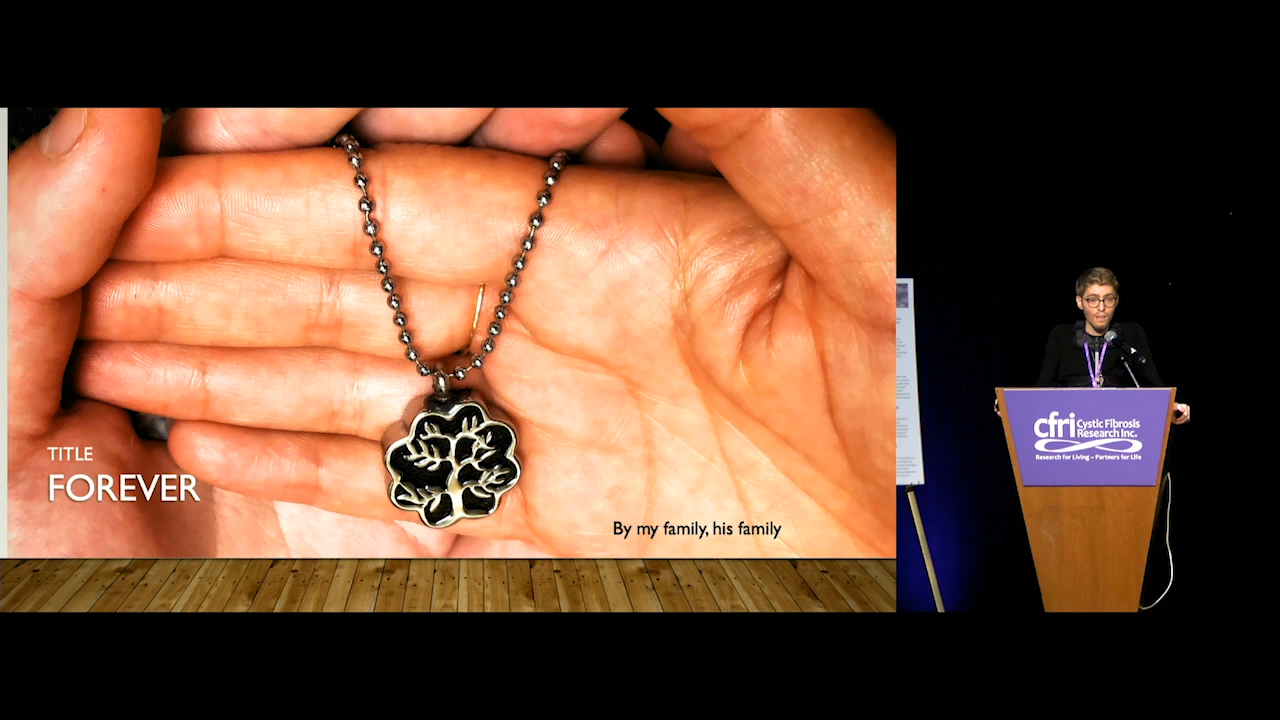 TITLE
FOREVER
By my family, his family
cfri Cystic Fibrosis
Research Inc.
Research for Living – Partners for Life